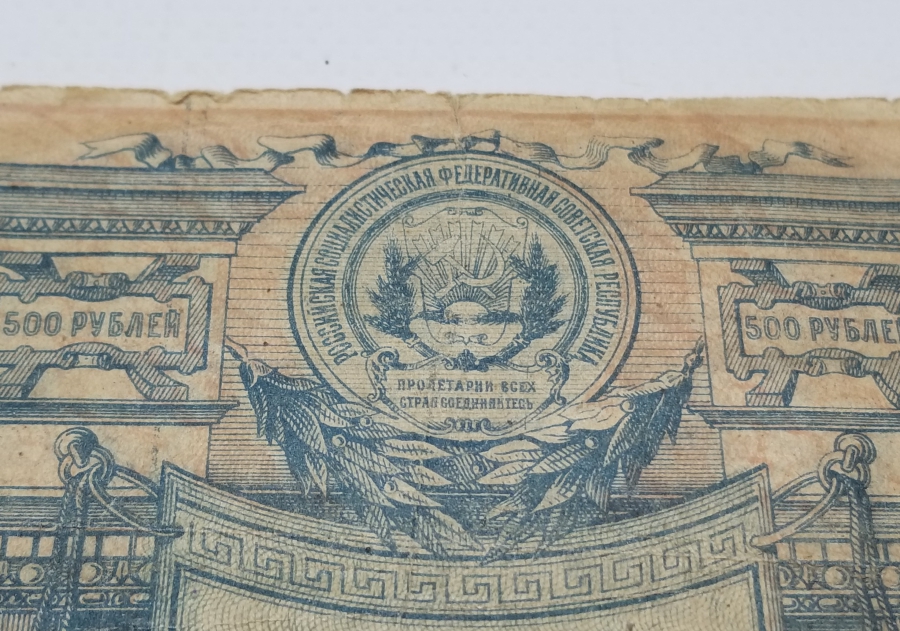 РОССИЙСКАЯ СОЦИАЛИСТИЧЕСКАЯ ФЕДЕРАТИВНАЯ СОВЕТСКАЯ РЕСПУБЛИКА
500 РУБЛЕЙ
500 РУБЛЕЙ
ПРОЛЕТАРИИ ВСЕХ
СТРАН СОЕДИНЯЙТЕСЬ